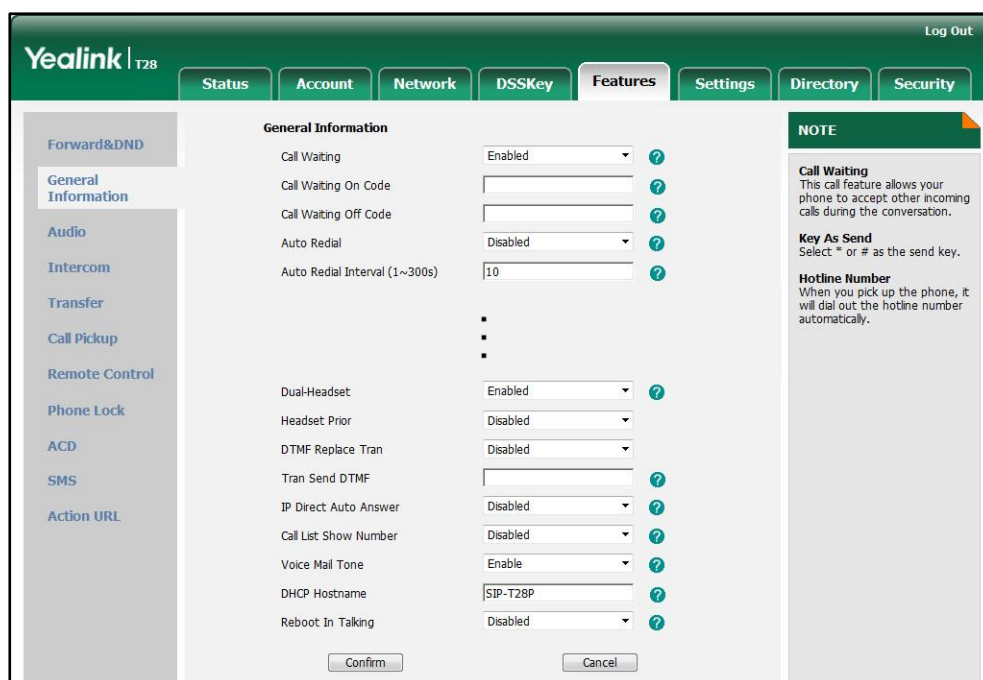 Log Out
Yealink T28
Status Account Network DSSKey Features Settings Directory Security
Forward&DND
General
Information
Audio
Intercom
Transfer
Call Pickup
Remote Control
Phone Lock
ACD
SMS
Action URL
General Information
Call Waiting Enabled ?
Call Waiting On Code ?
Call Waiting Off Code ?
Auto Redial Disabled ?
Auto Redial Interval (1~300s) 10 ?
Dual-Headset Enabled ?
Headset Prior Disabled
DTMF Replace Tran Disabled
Tran Send DTMF ?
IP Direct Auto Answer Disabled ?
Call List Show Number Disabled ?
Voice Mail Tone Enable ?
DHCP Hostname SIP-T28P ?
Reboot In Talking Disabled ?
Confirm Cancel
NOTE
Call Waiting
This call feature allows your
phone to accept other incoming
calls during the conversation.
Key As Send
Select * or # as the send key.
Hotline Number
When you pick up the phone, it
will dial out the hotline number
automatically.